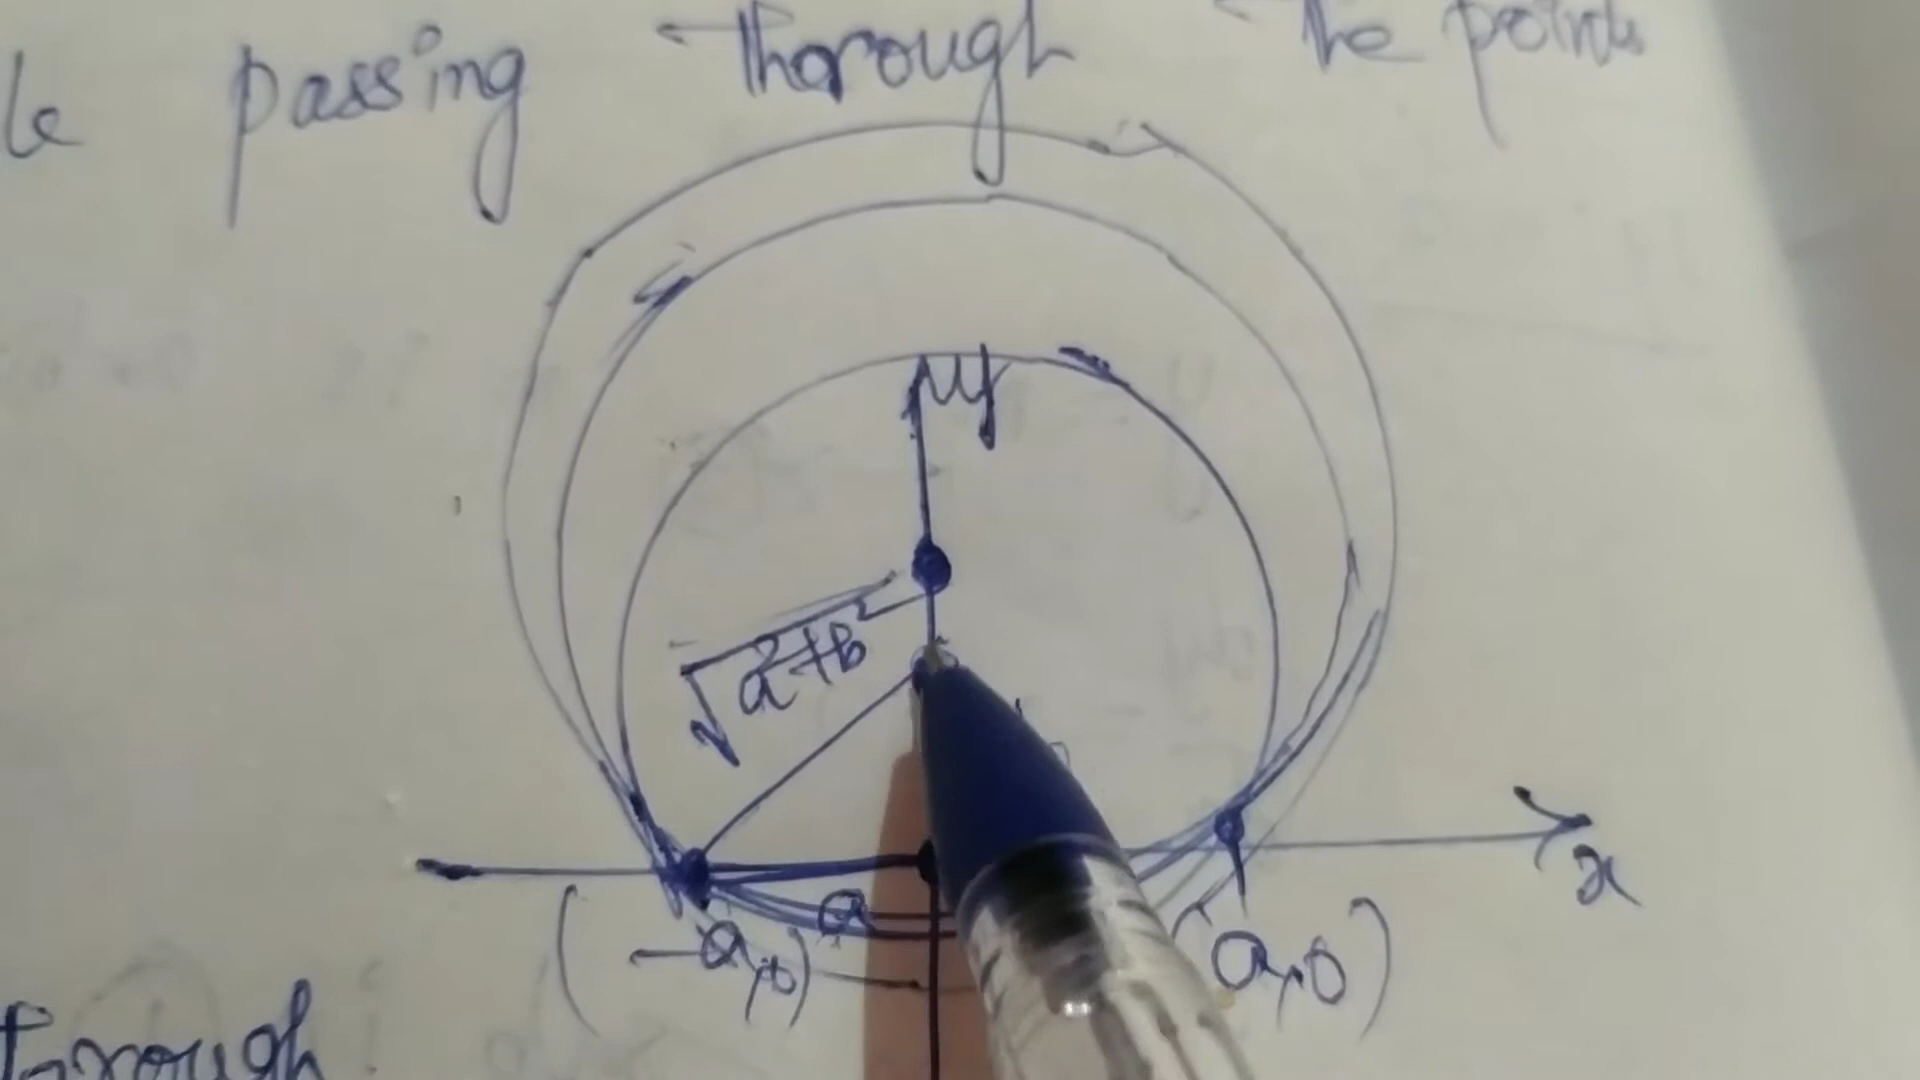 le passing thorough the points
y
√a²+b²
x
a
(-a,0)
(a,0)
through